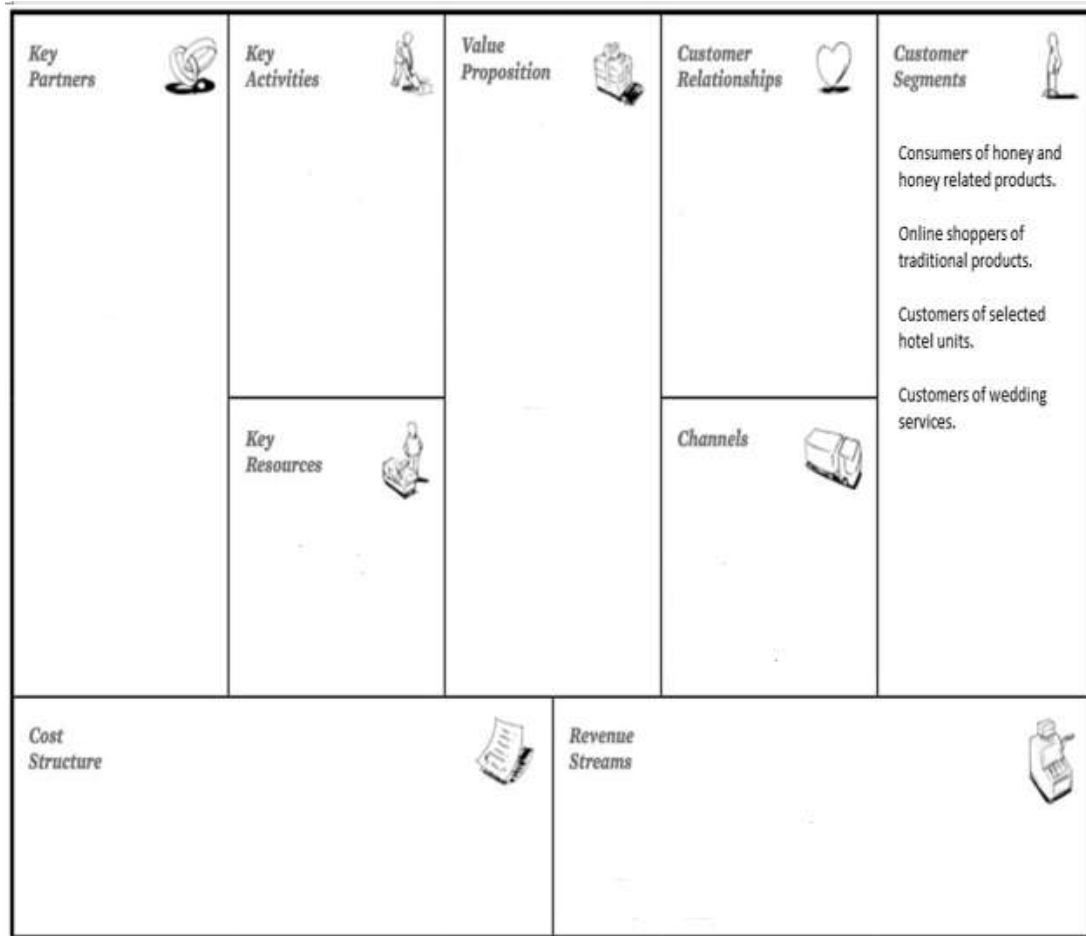 Key
Partners
Key
Activities
Value
Proposition
Customer
Relationships
Customer
Segments
Consumers of honey and
honey related products.
Online shoppers of
traditional products.
Customers of selected
hotel units.
Customers of wedding
services.
Key
Resources
Channels
Cost
Structure
Revenue
Streams